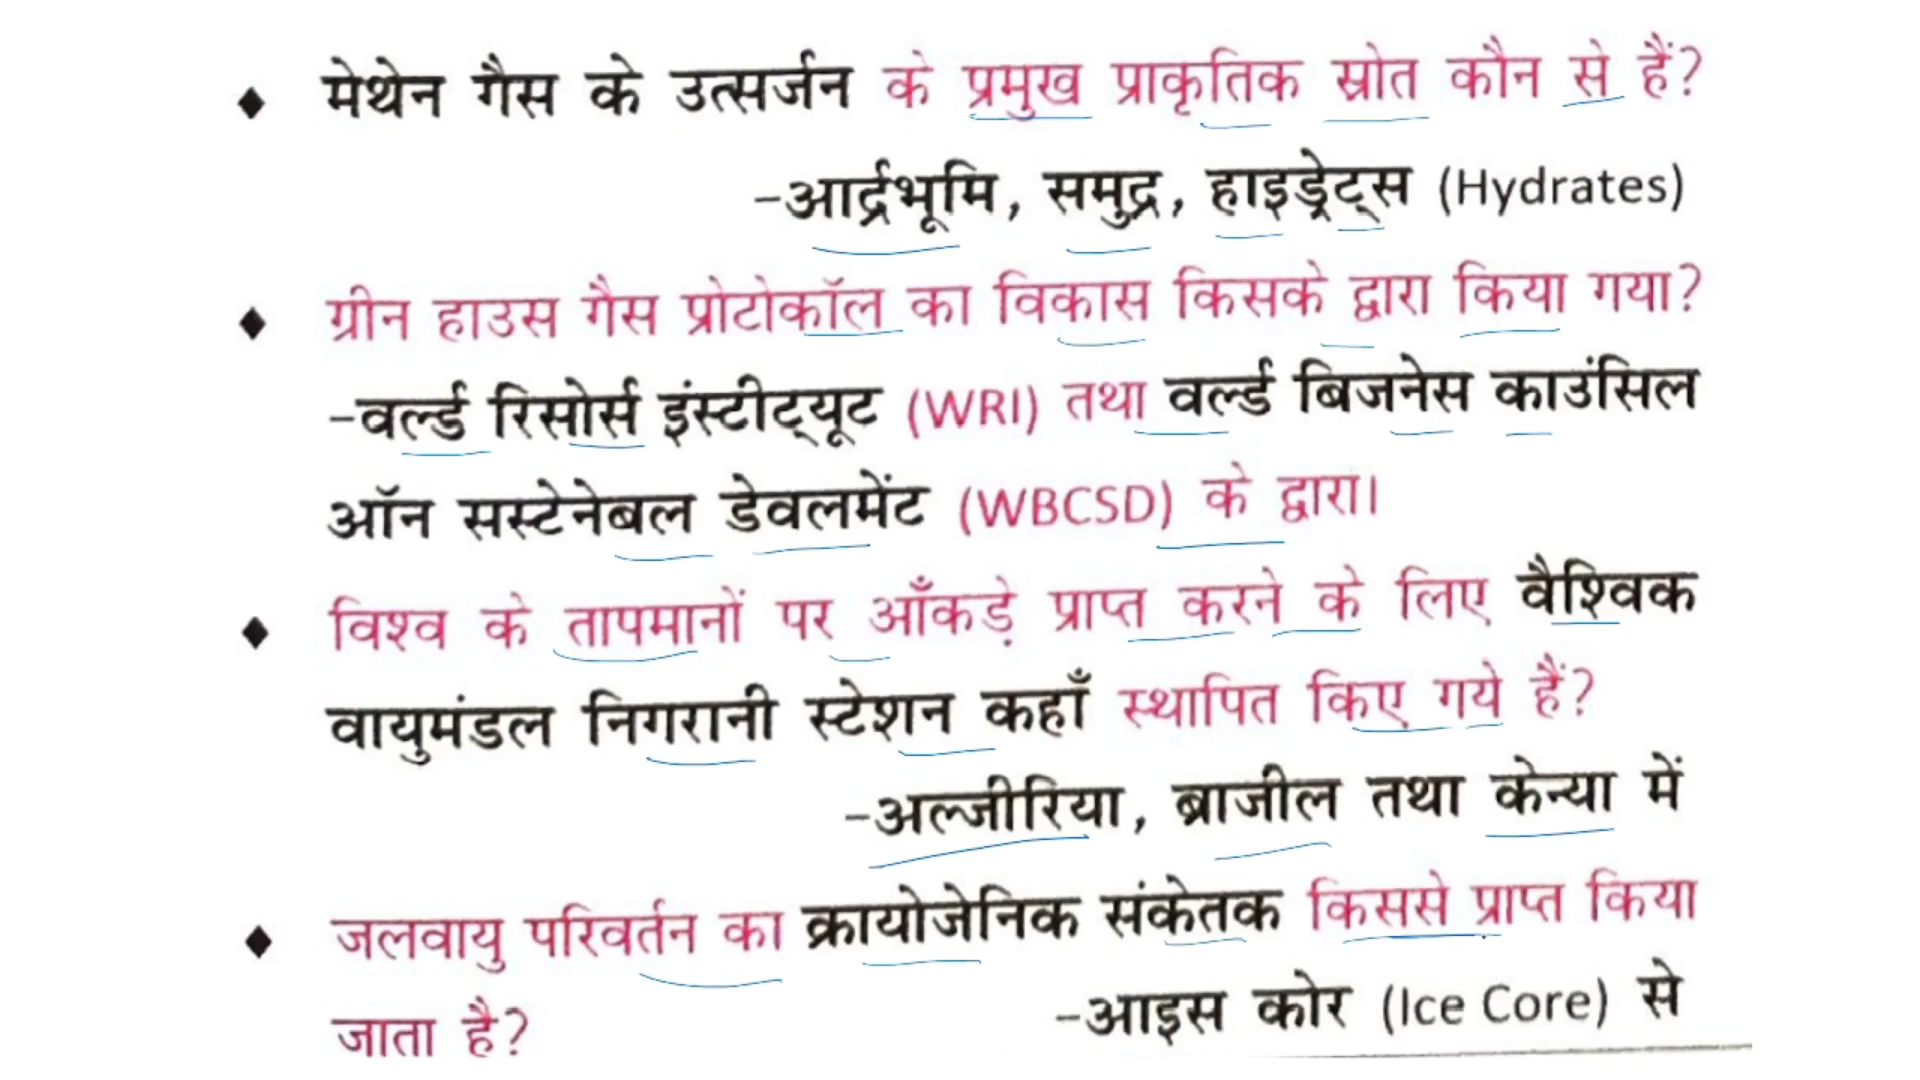 ♦ मेथेन गैस के उत्सर्जन के प्रमुख प्राकृतिक स्रोत कौन से हैं?
–आर्द्रभूमि, समुद्र, हाइड्रेट्स (Hydrates)
♦ ग्रीन हाउस गैस प्रोटोकॉल का विकास किसके द्वारा किया गया?
–वर्ल्ड रिसोर्स इंस्टीट्यूट (WRI) तथा वर्ल्ड बिजनेस काउंसिल
ऑन सस्टेनेबल डेवलमेंट (WBCSD) के द्वारा।
♦ विश्व के तापमानों पर आँकड़े प्राप्त करने के लिए वैश्विक
वायुमंडल निगरानी स्टेशन कहाँ स्थापित किए गये हैं?
–अल्जीरिया, ब्राजील तथा केन्या में
♦ जलवायु परिवर्तन का क्रायोजेनिक संकेतक किससे प्राप्त किया
जाता है? –आइस कोर (Ice Core) से